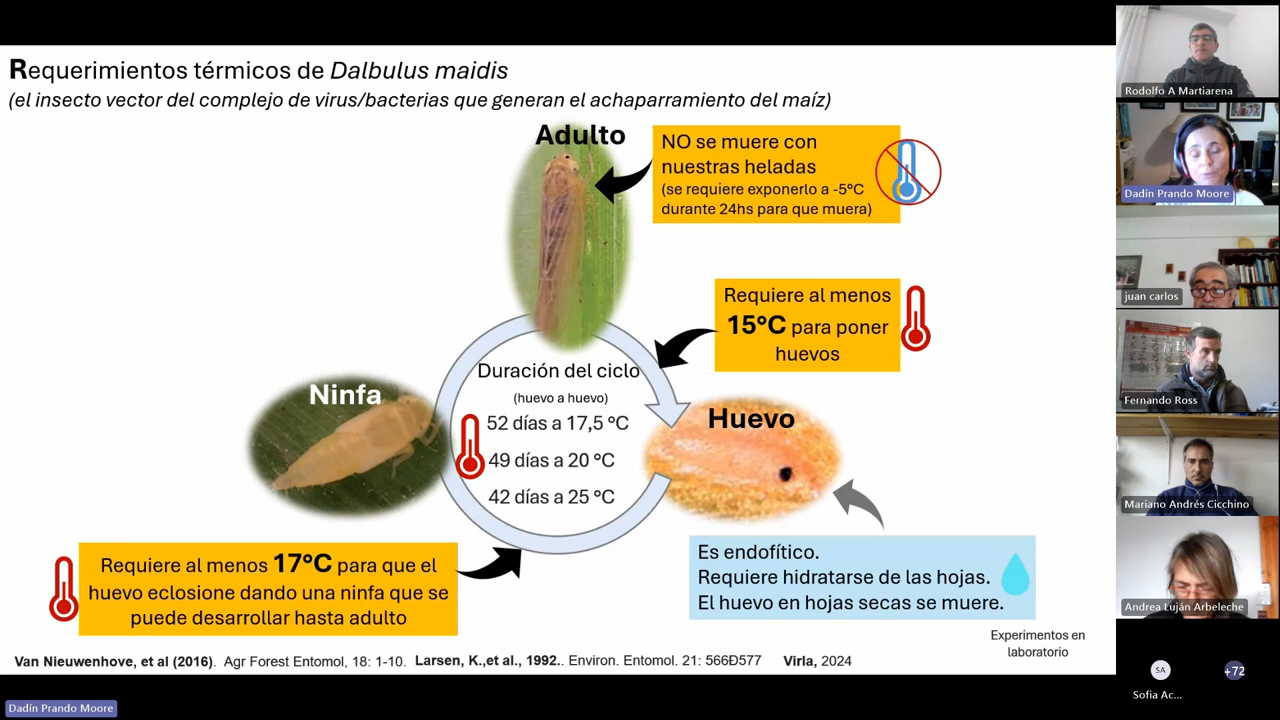 Requerimientos térmicos de Dalbulus maidis
(el insecto vector del complejo de virus/bacterias que generan el achaparramiento del maíz)
Adulto
NO se muere con
nuestras heladas
(se requiere exponerlo a -5°C
durante 24hs para que muera)
Requiere al menos
15°C para poner
huevos
Duración del ciclo
(huevo a huevo)
52 días a 17,5 ºC
49 días a 20 ºC
42 días a 25 ºC
Ninfa
Huevo
Requiere al menos 17°C para que el
huevo eclosione dando una ninfa que se
puede desarrollar hasta adulto
Es endofítico.
Requiere hidratarse de las hojas.
El huevo en hojas secas se muere.
Experimentos en
laboratorio
Van Nieuwenhove, et al (2016). Agr Forest Entomol, 18: 1-10. Larsen, K.,et al., 1992.. Environ. Entomol. 21: 566Ð577 Virla, 2024
Dadín Prando Moore
Rodolfo A Martiarena
Dadín Prando Moore
juan carlos
Fernando Ross
Mariano Andrés Cicchino
Andrea Luján Arbeleche
SA
+72
Sofia Ac...